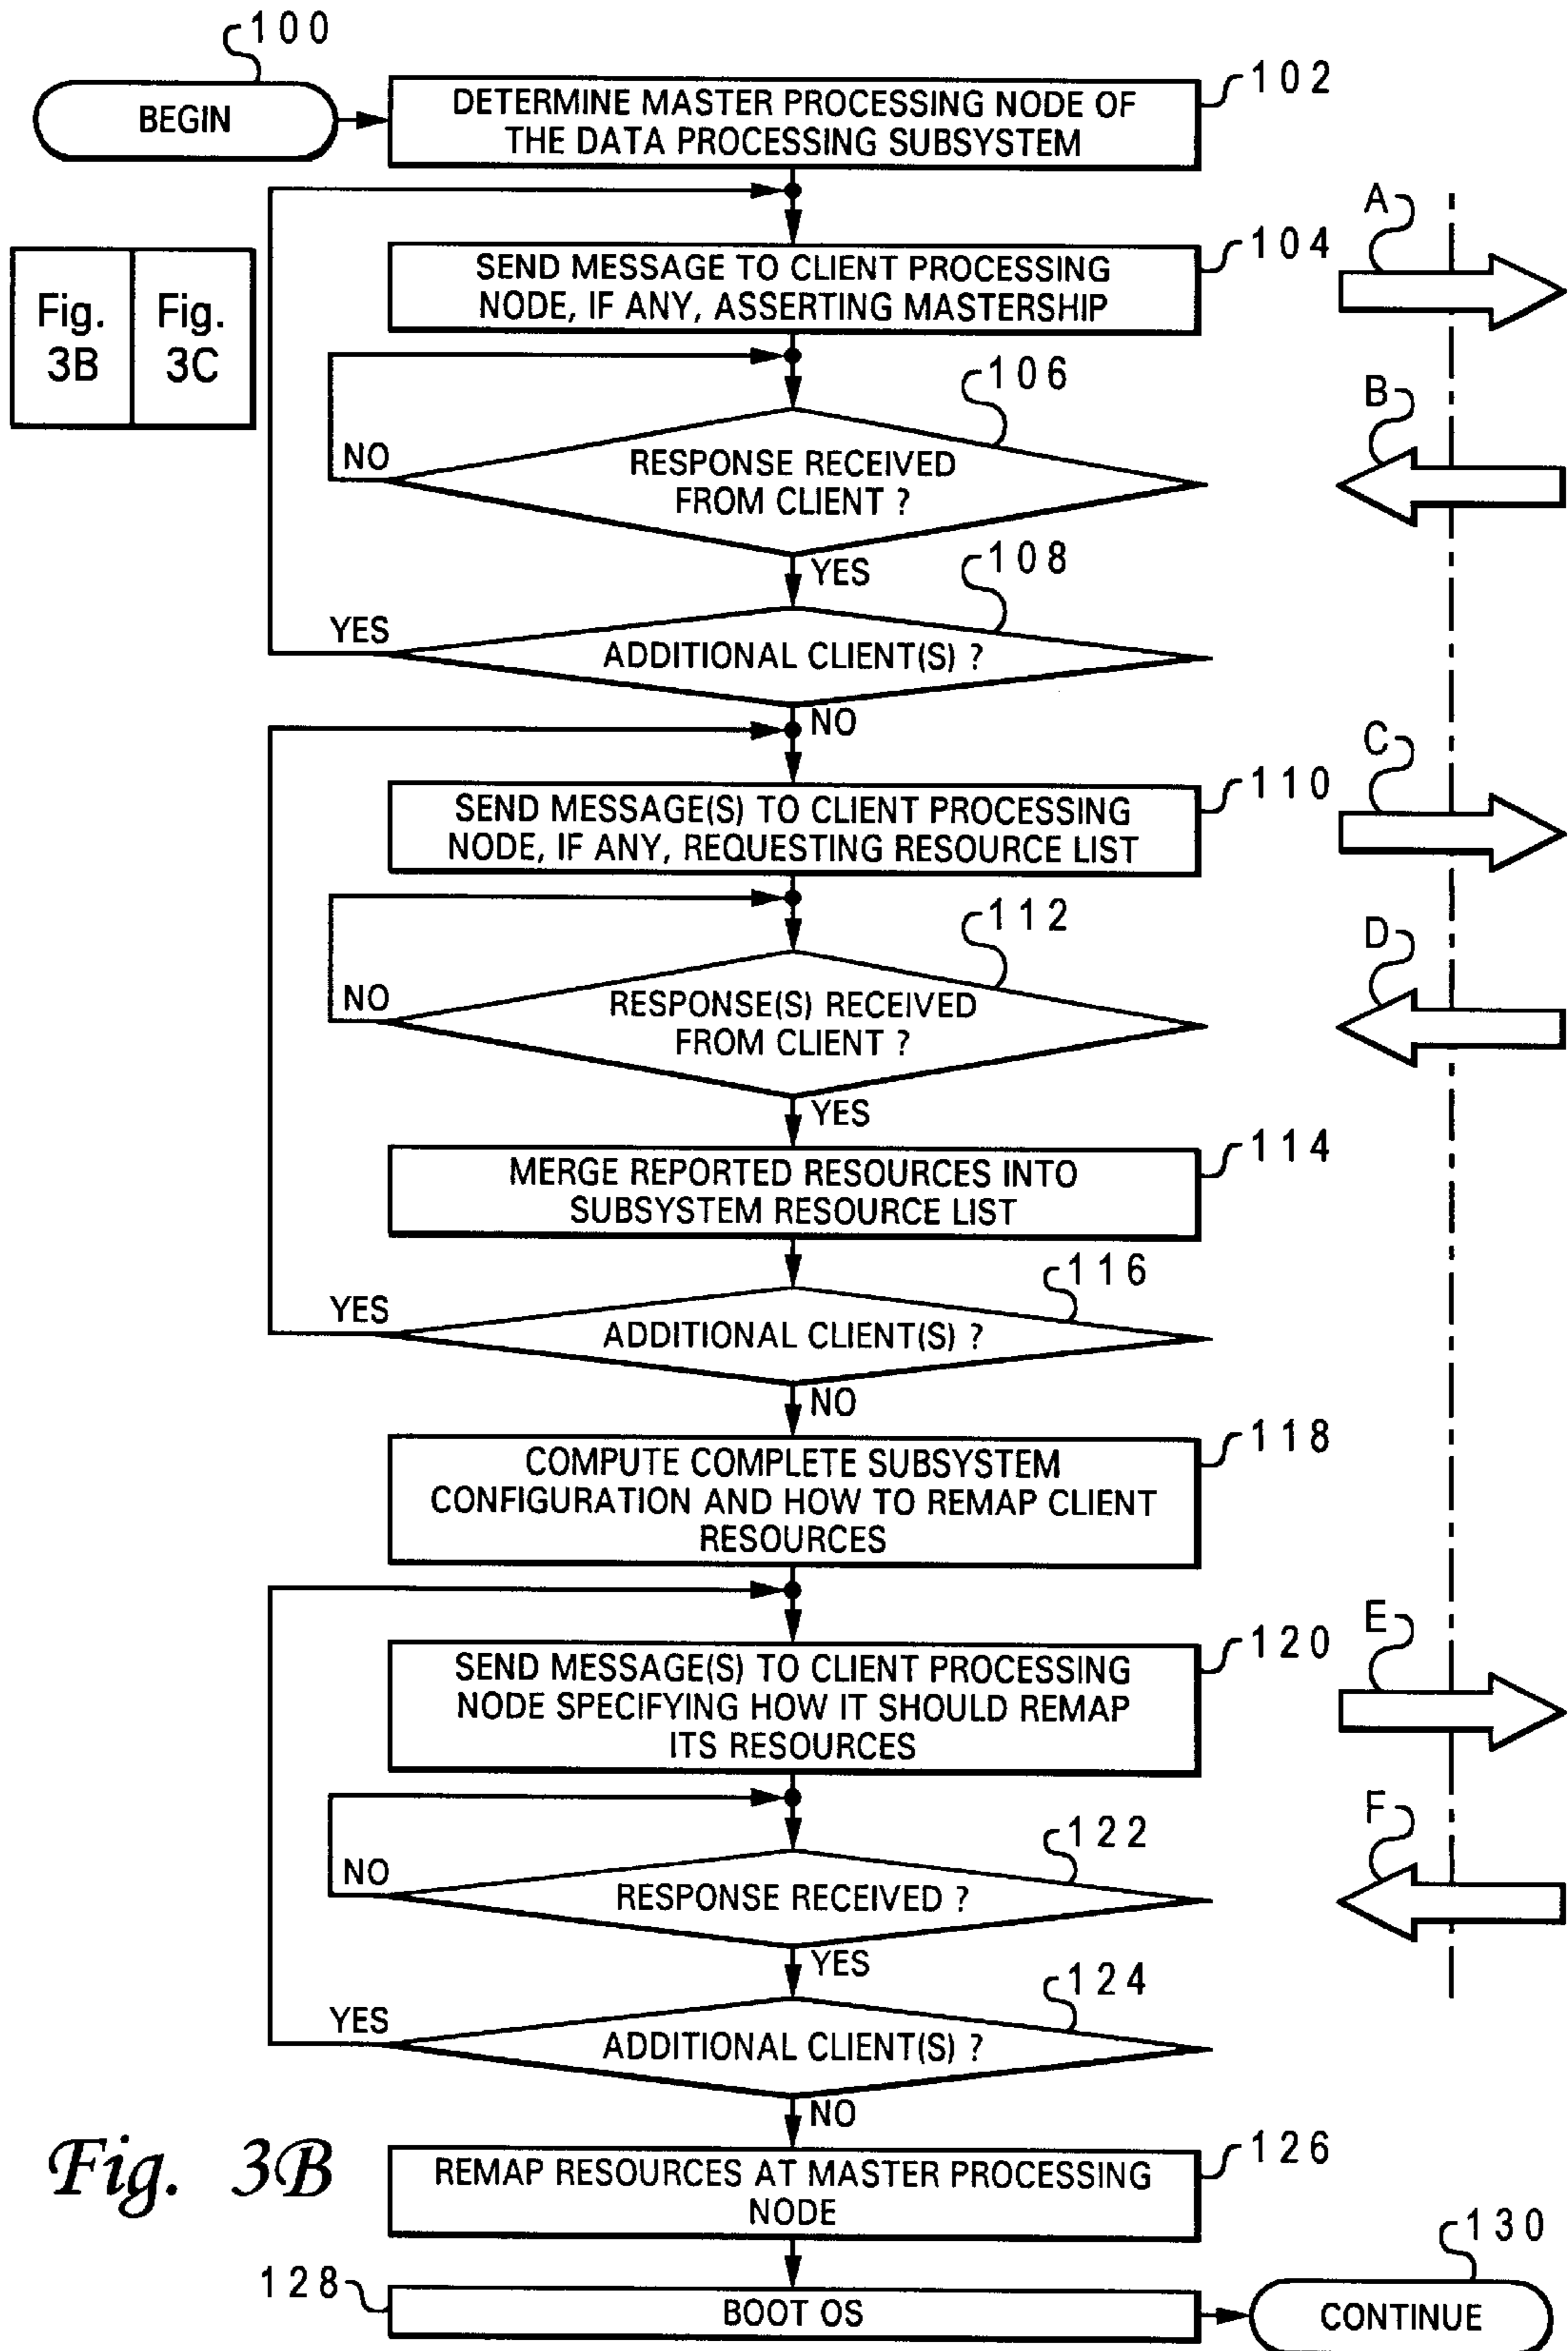 100
BEGIN
102
DETERMINE MASTER PROCESSING NODE OF
THE DATA PROCESSING SUBSYSTEM
A
104
SEND MESSAGE TO CLIENT PROCESSING
NODE, IF ANY, ASSERTING MASTERSHIP
Fig.
3B
Fig.
3C
106
B
NO
RESPONSE RECEIVED
FROM CLIENT ?
YES
108
YES
ADDITIONAL CLIENT(S) ?
NO
C
110
SEND MESSAGE(S) TO CLIENT PROCESSING
NODE, IF ANY, REQUESTING RESOURCE LIST
112
D
NO
RESPONSE(S) RECEIVED
FROM CLIENT ?
YES
114
MERGE REPORTED RESOURCES INTO
SUBSYSTEM RESOURCE LIST
116
YES
ADDITIONAL CLIENT(S) ?
NO
118
COMPUTE COMPLETE SUBSYSTEM
CONFIGURATION AND HOW TO REMAP CLIENT
RESOURCES
E
120
SEND MESSAGE(S) TO CLIENT PROCESSING
NODE SPECIFYING HOW IT SHOULD REMAP
ITS RESOURCES
F
122
NO
RESPONSE RECEIVED ?
YES
124
YES
ADDITIONAL CLIENT(S) ?
NO
126
REMAP RESOURCES AT MASTER PROCESSING
NODE
Fig. 3B
128
BOOT OS
130
CONTINUE